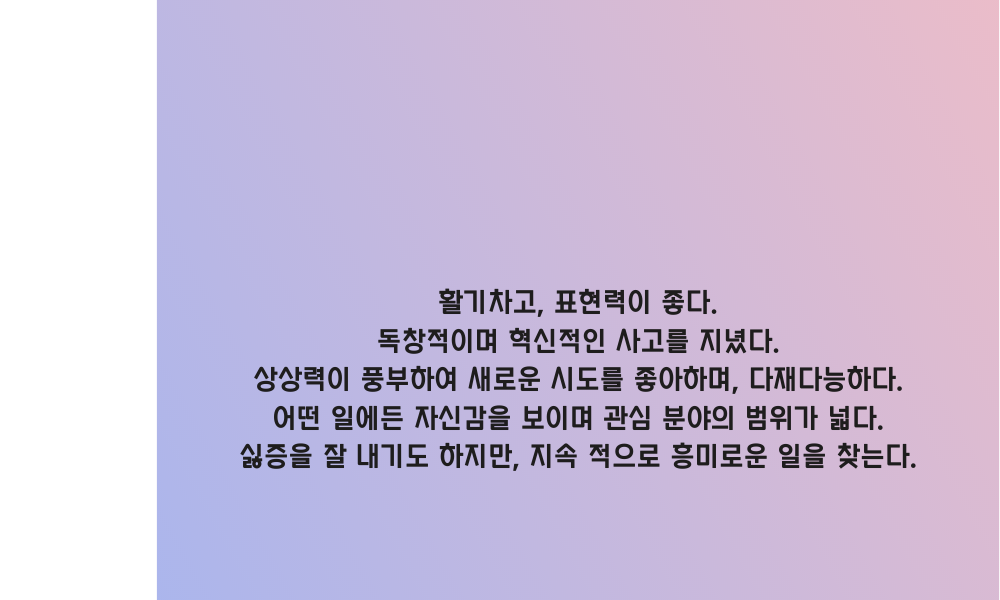 활기차고, 표현력이 좋다.
독창적이며 혁신적인 사고를 지녔다.
상상력이 풍부하여 새로운 시도를 좋아하며, 다재다능하다.
어떤 일에든 자신감을 보이며 관심 분야의 범위가 넓다.
싫증을 잘 내기도 하지만, 지속 적으로 흥미로운 일을 찾는다.